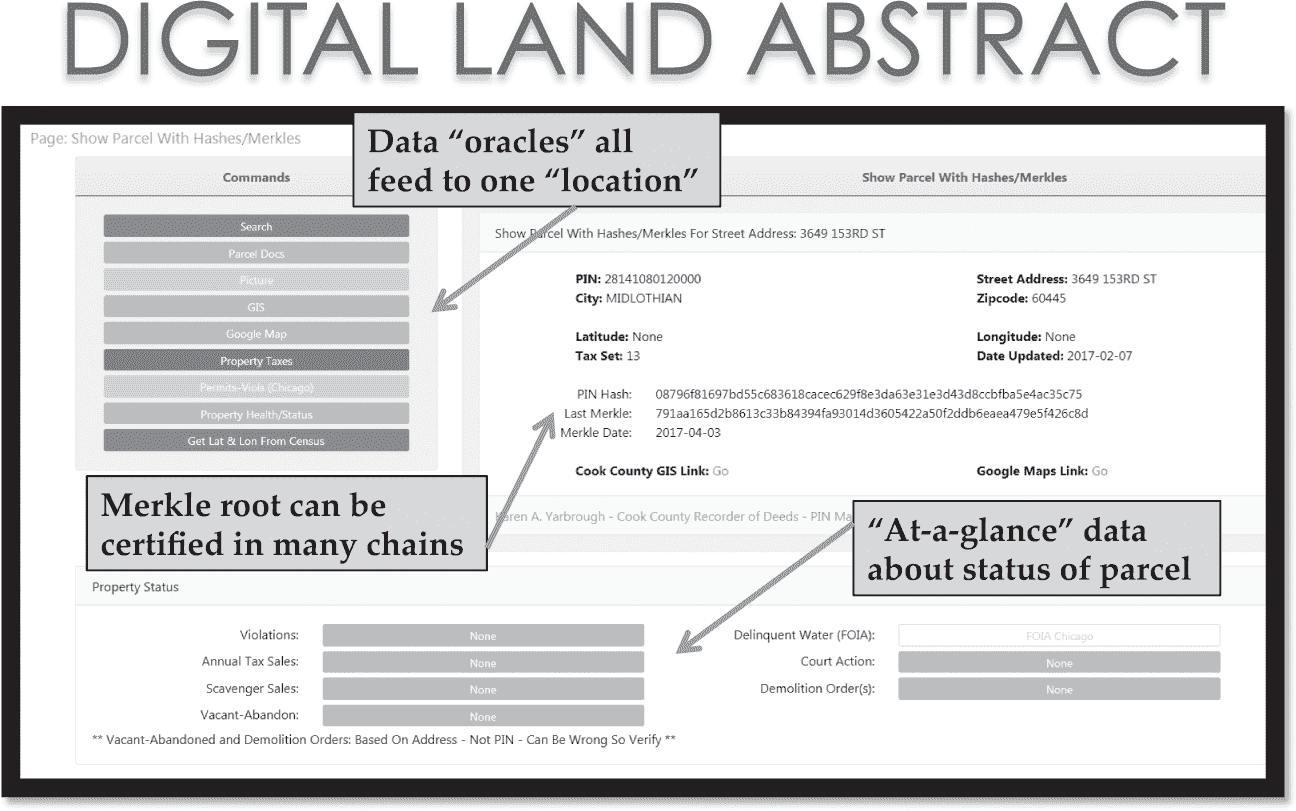 DIGITAL LAND ABSTRACT
Page: Show Parcel With Hashes/Merkles
Data “oracles” all
feed to one “location”
Commands
Show Parcel With Hashes/Merkles
Search
Parcel Docs
Picture
GIS
Google Map
Property Taxes
Permits-Viols (Chicago)
Property Health/Status
Get Lat & Lon From Census
Show Parcel With Hashes/Merkles For Street Address: 3649 153RD ST
PIN: 28141080120000
Street Address: 3649 153RD ST
City: MIDLOTHIAN
Zipcode: 60445
Latitude: None
Longitude: None
Tax Set: 13
Date Updated: 2017-02-07
PIN Hash: 08796f81697bd55c683618cacec629f8e3da63e31e3d43d8ccbfba5e4ac35c75
Last Merkle: 791aa165d2b8613c33b84394fa93014d3605422a50f2ddb6eaea479e5f426c8d
Merkle Date: 2017-04-03
Cook County GIS Link: Go
Google Maps Link: Go
Merkle root can be
certified in many chains
aren A. Yarbrough - Cook County Recorder of Deeds - PIN Ma
“At-a-glance” data
about status of parcel
Property Status
Violations: None
Delinquent Water (FOIA): FOIA Chicago
Annual Tax Sales: None
Court Action: None
Scavenger Sales: None
Demolition Order(s): None
Vacant-Abandon: None
** Vacant-Abandoned and Demolition Orders: Based On Address - Not PIN - Can Be Wrong So Verify **